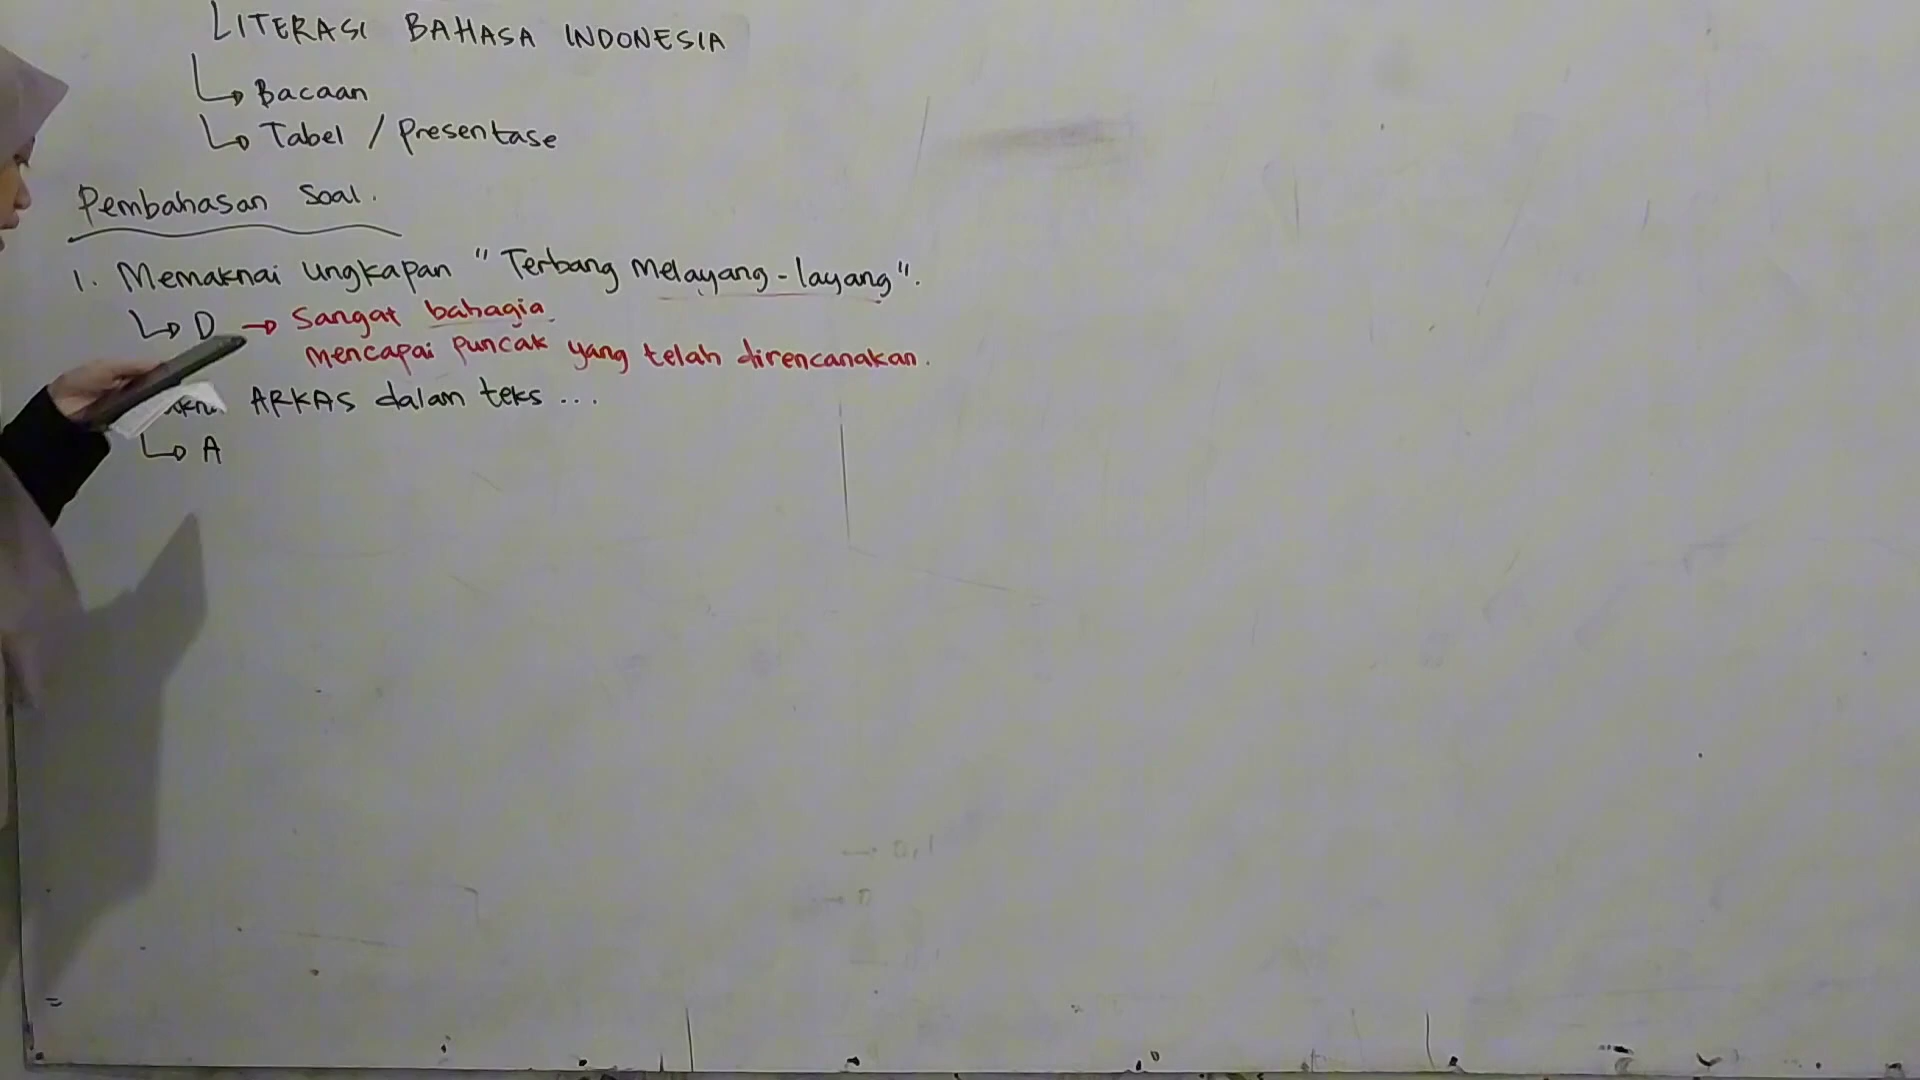 LITERASI BAHASA INDONESIA
↳ Bacaan
↳ Tabel / Presentase
Pembahasan Soal.
1. Memaknai Ungkapan "Terbang Melayang-layang".
↳ D → Sangat bahagia
mencapai puncak yang telah direncanakan.
ARKAS dalam teks ...
↳ A